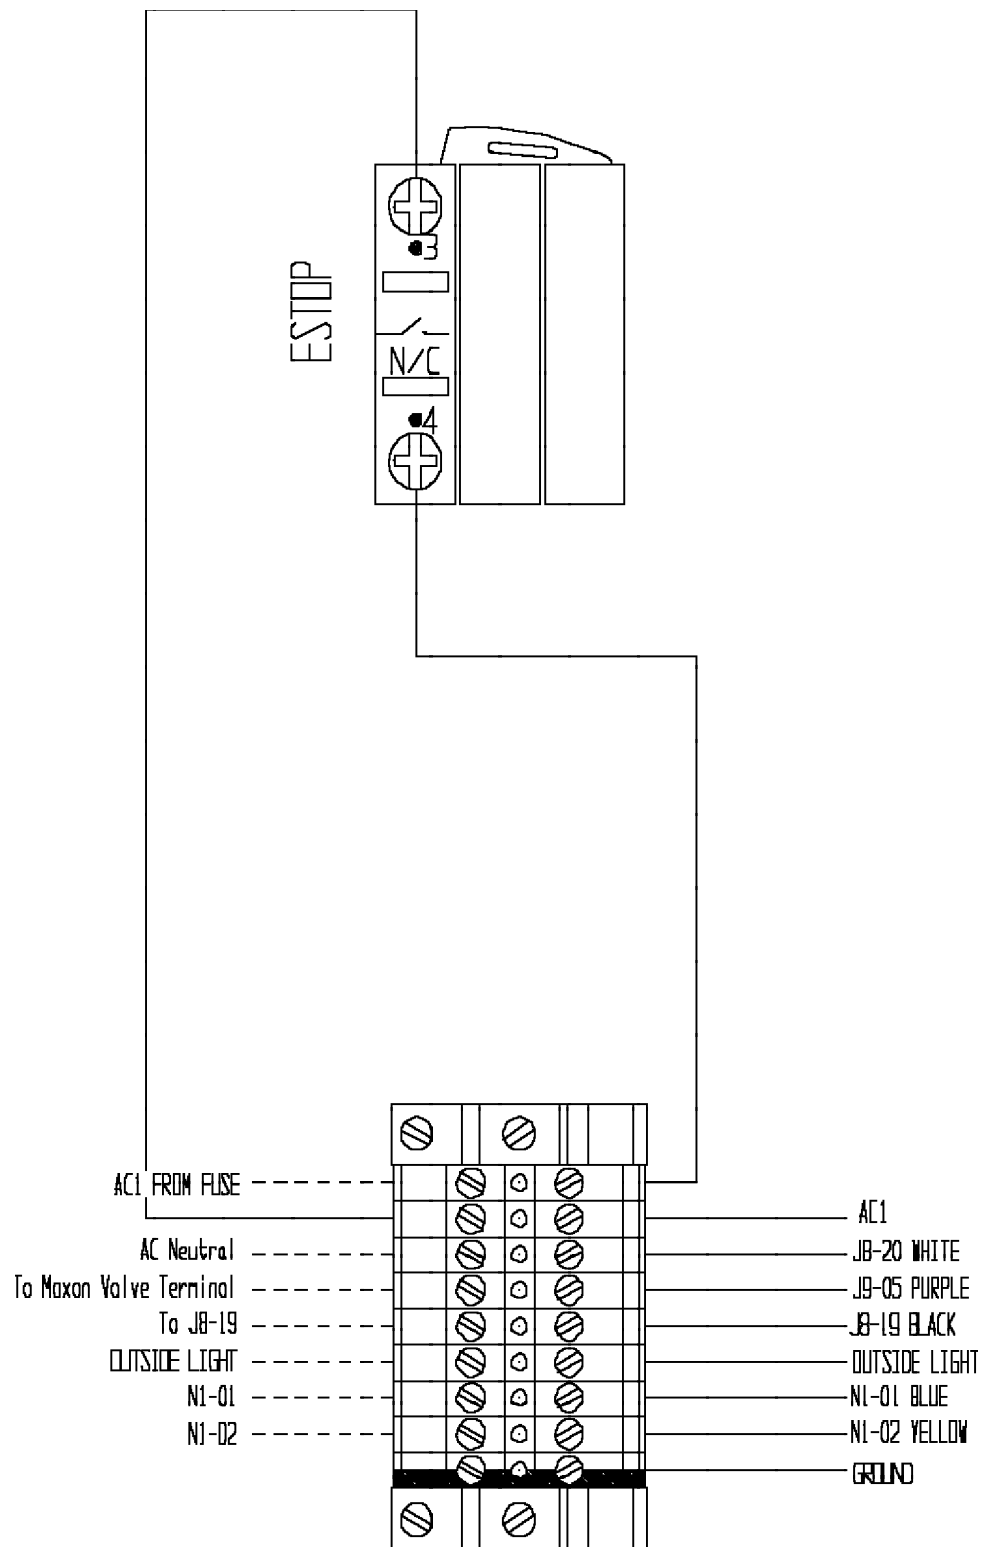 3
ESTOP
N/C
4
AC1 FROM FUSE
AC1
AC Neutral
J8-20 WHITE
To Maxon Valve Terminal
J9-05 PURPLE
To J8-19
J8-19 BLACK
OUTSIDE LIGHT
OUTSIDE LIGHT
N1-01
N1-01 BLUE
N1-02
N1-02 YELLOW
GROUND